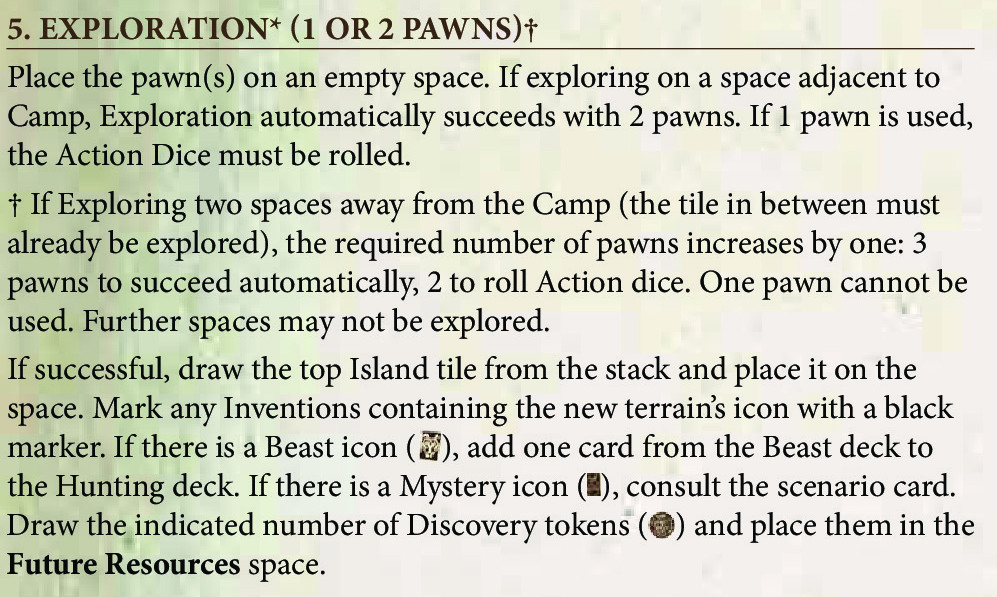 5. EXPLORATION* (1 OR 2 PAWNS)†
Place the pawn(s) on an empty space. If exploring on a space adjacent to
Camp, Exploration automatically succeeds with 2 pawns. If 1 pawn is used,
the Action Dice must be rolled.
† If Exploring two spaces away from the Camp (the tile in between must
already be explored), the required number of pawns increases by one: 3
pawns to succeed automatically, 2 to roll Action dice. One pawn cannot be
used. Further spaces may not be explored.
If successful, draw the top Island tile from the stack and place it on the
space. Mark any Inventions containing the new terrain's icon with a black
marker. If there is a Beast icon (), add one card from the Beast deck to
the Hunting deck. If there is a Mystery icon (), consult the scenario card.
Draw the indicated number of Discovery tokens () and place them in the
Future Resources space.